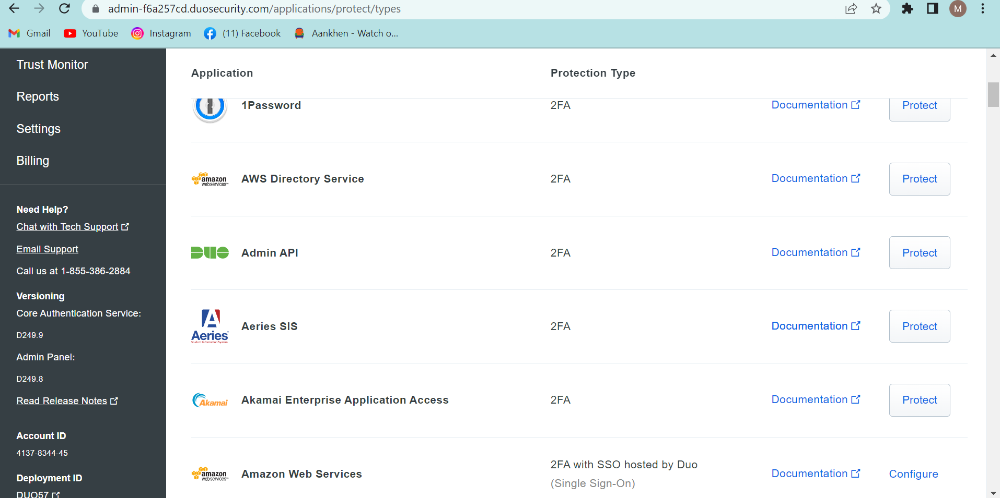 admin-f6a257cd.duosecurity.com/applications/protect/types
M
Gmail
YouTube
Instagram
(11) Facebook
Aankhen - Watch o...
Trust Monitor
Reports
Settings
Billing
Need Help?
Chat with Tech Support
Email Support
Call us at 1-855-386-2884
Versioning
Core Authentication Service:
D249.9
Admin Panel:
D249.8
Read Release Notes
Account ID
4137-8344-45
Deployment ID
DUO57
Application Protection Type
1Password 2FA Documentation Protect
amazon
webservices™
AWS Directory Service 2FA Documentation Protect
DUO
Admin API 2FA Documentation Protect
Aeries
Student Information System
Aeries SIS 2FA Documentation Protect
Akamai
Akamai Enterprise Application Access 2FA Documentation Protect
amazon
webservices™
Amazon Web Services 2FA with SSO hosted by Duo
(Single Sign-On)
Documentation Configure